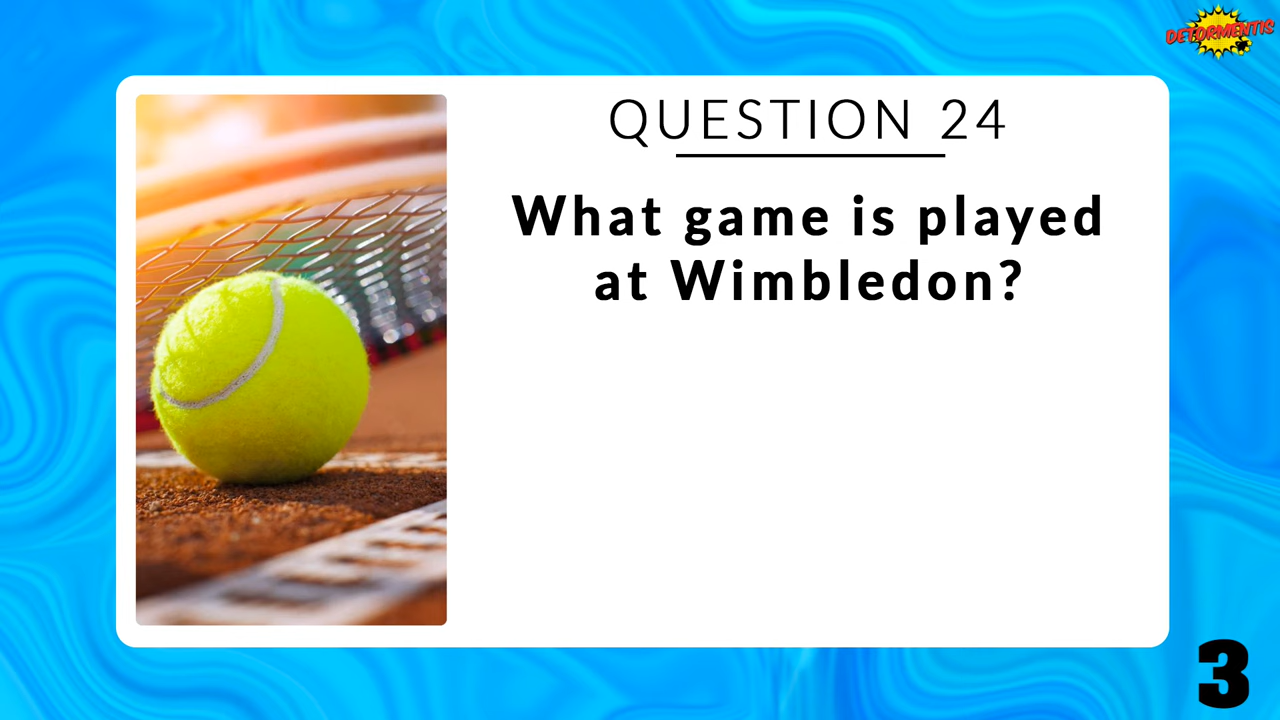 DETORMENTIS
QUESTION 24
What game is played
at Wimbledon?
3